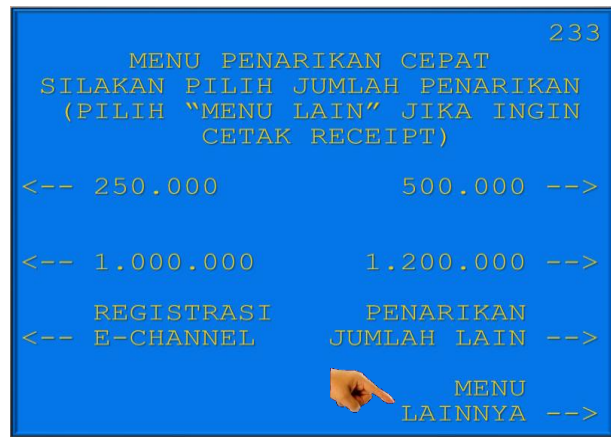 233
MENU PENARIKAN CEPAT
SILAKAN PILIH JUMLAH PENARIKAN
(PILIH “MENU LAIN” JIKA INGIN
CETAK RECEIPT)
<-- 250.000 500.000 -->
<-- 1.000.000 1.200.000 -->
REGISTRASI PENARIKAN
<-- E-CHANNEL JUMLAH LAIN -->
MENU
LAINNYA -->